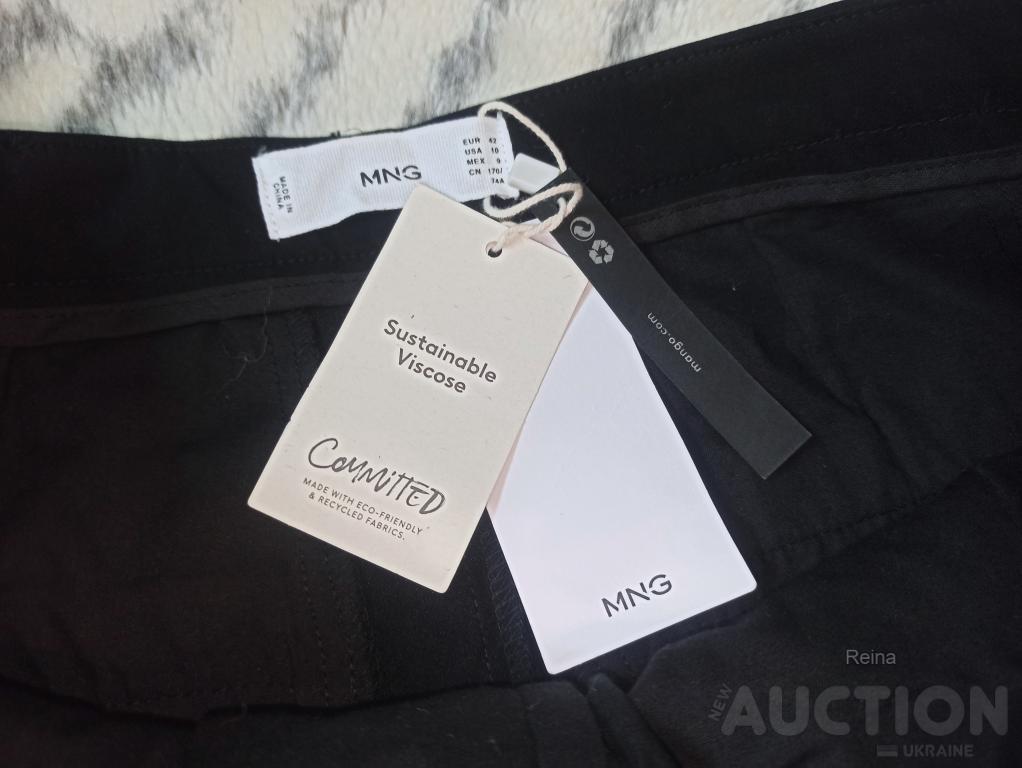 MNG
EUR 42
USA 10
MEX 9
CN 170/
74A
MADE IN
CHINA
Sustainable
Viscose
Committed
MADE WITH ECO-FRIENDLY
& RECYCLED FABRICS.
mango.com
MNG
Reina
NEW
AUCTION
UKRAINE